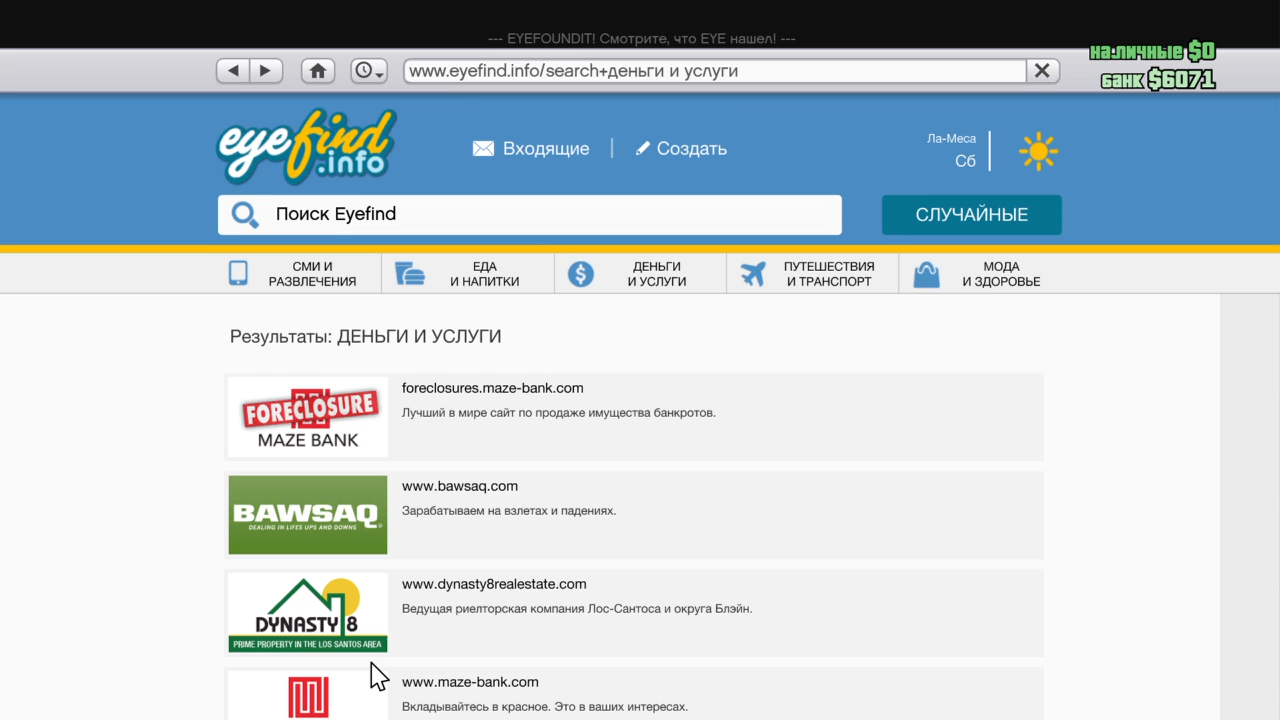 --- EYEFOUNDIT! Смотрите, что EYE нашел! ---
наличные $0
www.eyefind.info/search+деньги и услуги
банк $6071
eyefind.info
Входящие
Создать
Ла-Меса
Сб
Поиск Eyefind
СЛУЧАЙНЫЕ
СМИ И
РАЗВЛЕЧЕНИЯ
ЕДА
И НАПИТКИ
ДЕНЬГИ
И УСЛУГИ
ПУТЕШЕСТВИЯ
И ТРАНСПОРТ
МОДА
И ЗДОРОВЬЕ
Результаты: ДЕНЬГИ И УСЛУГИ
FORECLOSURE
MAZE BANK
foreclosures.maze-bank.com
Лучший в мире сайт по продаже имущества банкротов.
BAWSAQ
DEALING IN LIFES UPS AND DOWNS
www.bawsaq.com
Зарабатываем на взлетах и падениях.
DYNASTY 8
PRIME PROPERTY IN THE LOS SANTOS AREA
www.dynasty8realestate.com
Ведущая риелторская компания Лос-Сантоса и округа Блэйн.
www.maze-bank.com
Вкладывайтесь в красное. Это в ваших интересах.